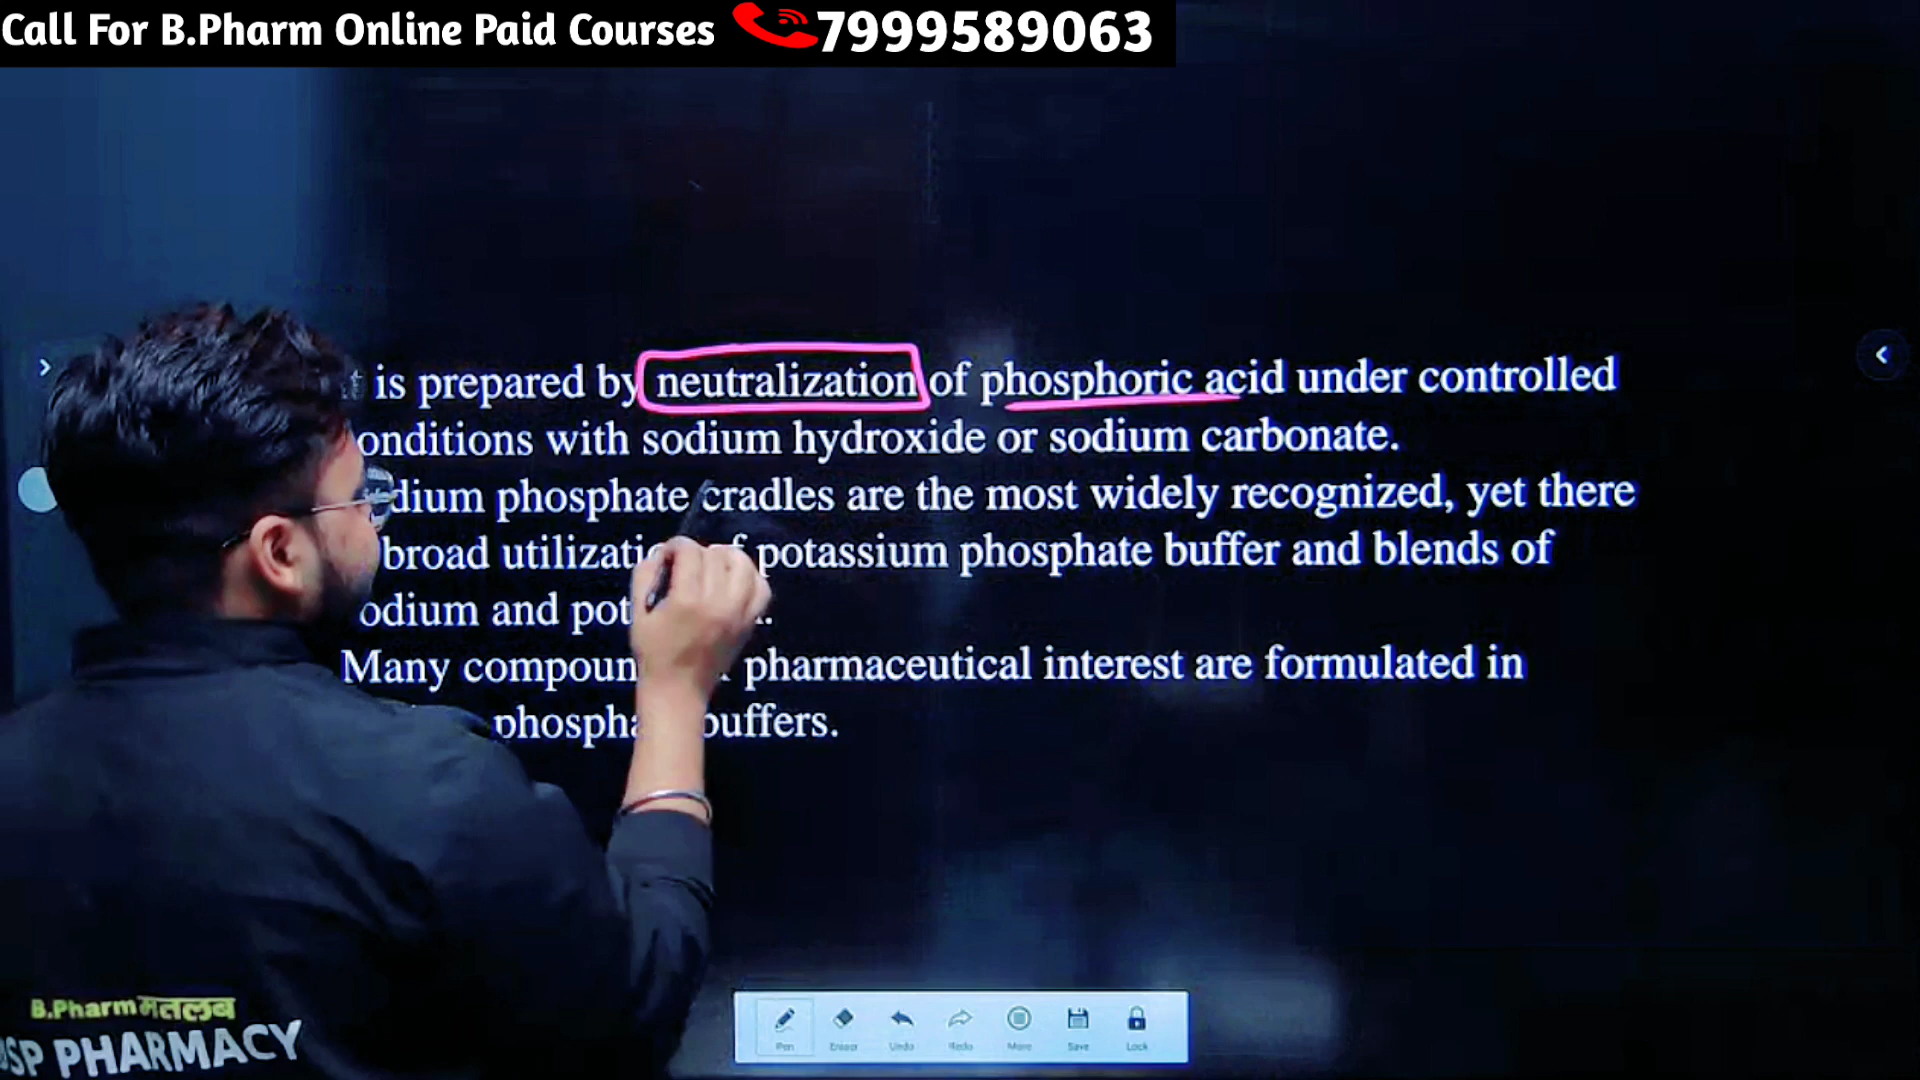 Call For B.Pharm Online Paid Courses 7999589063
is prepared by neutralization of phosphoric acid under controlled
onditions with sodium hydroxide or sodium carbonate.
dium phosphate cradles are the most widely recognized, yet there
broad utilizati potassium phosphate buffer and blends of
odium and pot
Many compoun pharmaceutical interest are formulated in
phospha buffers.
B.Pharm मतलब
SP PHARMACY
Pen Eraser Undo Redo More Save Lock